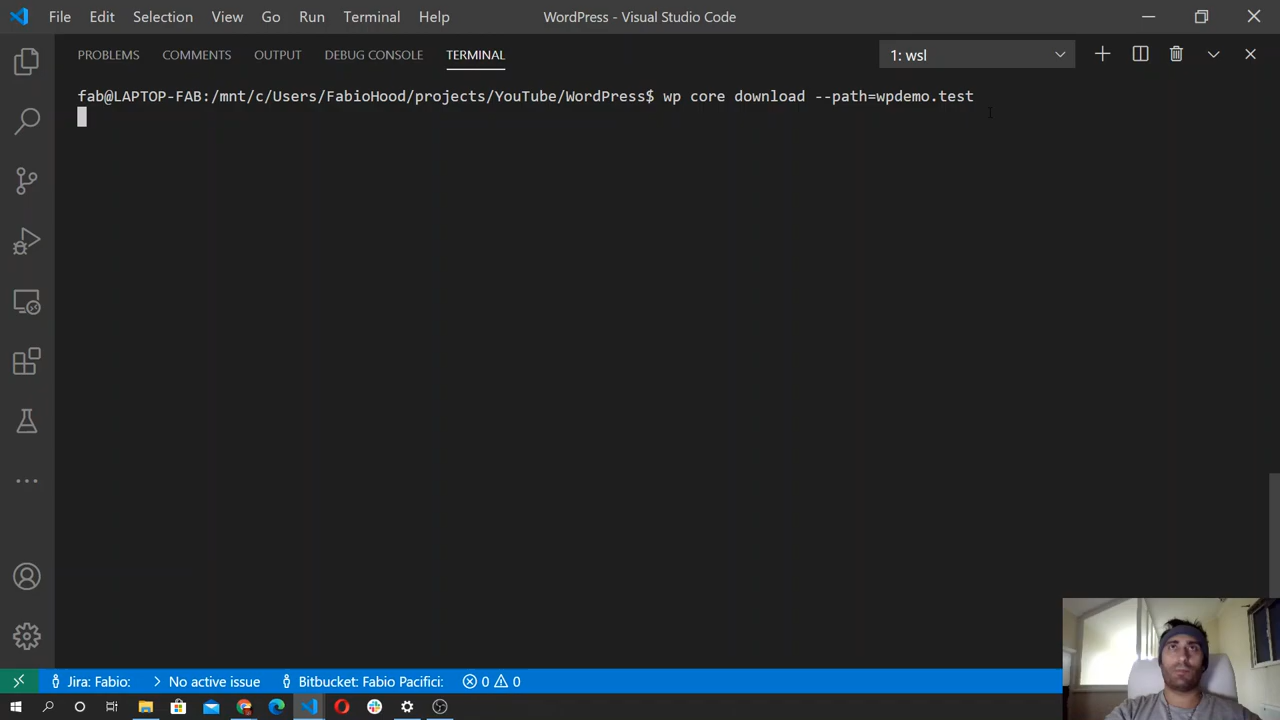 File Edit Selection View Go Run Terminal Help WordPress - Visual Studio Code
PROBLEMS COMMENTS OUTPUT DEBUG CONSOLE TERMINAL 1: wsl
fab@LAPTOP-FAB:/mnt/c/Users/FabioHood/projects/YouTube/WordPress$ wp core download --path=wpdemo.test
Jira: Fabio: No active issue Bitbucket: Fabio Pacifici: 0 0